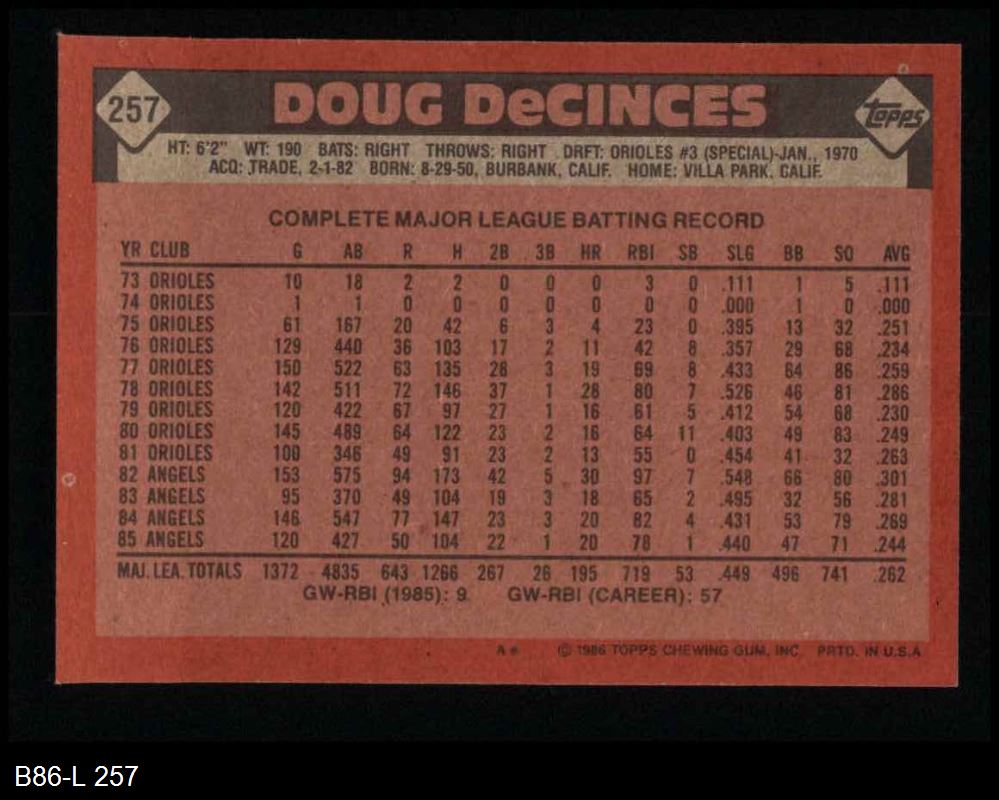 257 DOUG DeCINCES Topps
HT: 6'2" WT: 190 BATS: RIGHT THROWS: RIGHT DRFT: ORIOLES #3 (SPECIAL)-JAN., 1970
ACQ: TRADE, 2-1-82 BORN: 8-29-50, BURBANK, CALIF. HOME: VILLA PARK, CALIF.
COMPLETE MAJOR LEAGUE BATTING RECORD
YR CLUB G AB R H 2B 3B HR RBI SB SLG BB SO AVG
73 ORIOLES 10 18 2 2 0 0 0 3 0 .111 1 5 .111
74 ORIOLES 1 1 0 0 0 0 0 0 0 .000 1 0 .000
75 ORIOLES 61 167 20 42 6 3 4 23 0 .395 13 32 .251
76 ORIOLES 129 440 36 103 17 2 11 42 8 .357 29 68 .234
77 ORIOLES 150 522 63 135 28 3 19 69 8 .433 64 86 .259
78 ORIOLES 142 511 72 146 37 1 28 80 7 .526 46 81 .286
79 ORIOLES 120 422 67 97 27 1 16 61 5 .412 54 68 .230
80 ORIOLES 145 489 64 122 23 2 16 64 11 .403 49 83 .249
81 ORIOLES 100 346 49 91 23 2 13 55 0 .454 41 32 .263
82 ANGELS 153 575 94 173 42 5 30 97 7 .548 66 80 .301
83 ANGELS 95 370 49 104 19 3 18 65 2 .495 32 56 .281
84 ANGELS 146 547 77 147 23 3 20 82 4 .431 53 79 .269
85 ANGELS 120 427 50 104 22 1 20 78 1 .440 47 71 .244
MAJ. LEA. TOTALS 1372 4835 643 1266 267 26 195 719 53 .449 496 741 .262
GW-RBI (1985): 9 GW-RBI (CAREER): 57
A* © 1986 TOPPS CHEWING GUM, INC. PRTD. IN U.S.A.
B86-L 257